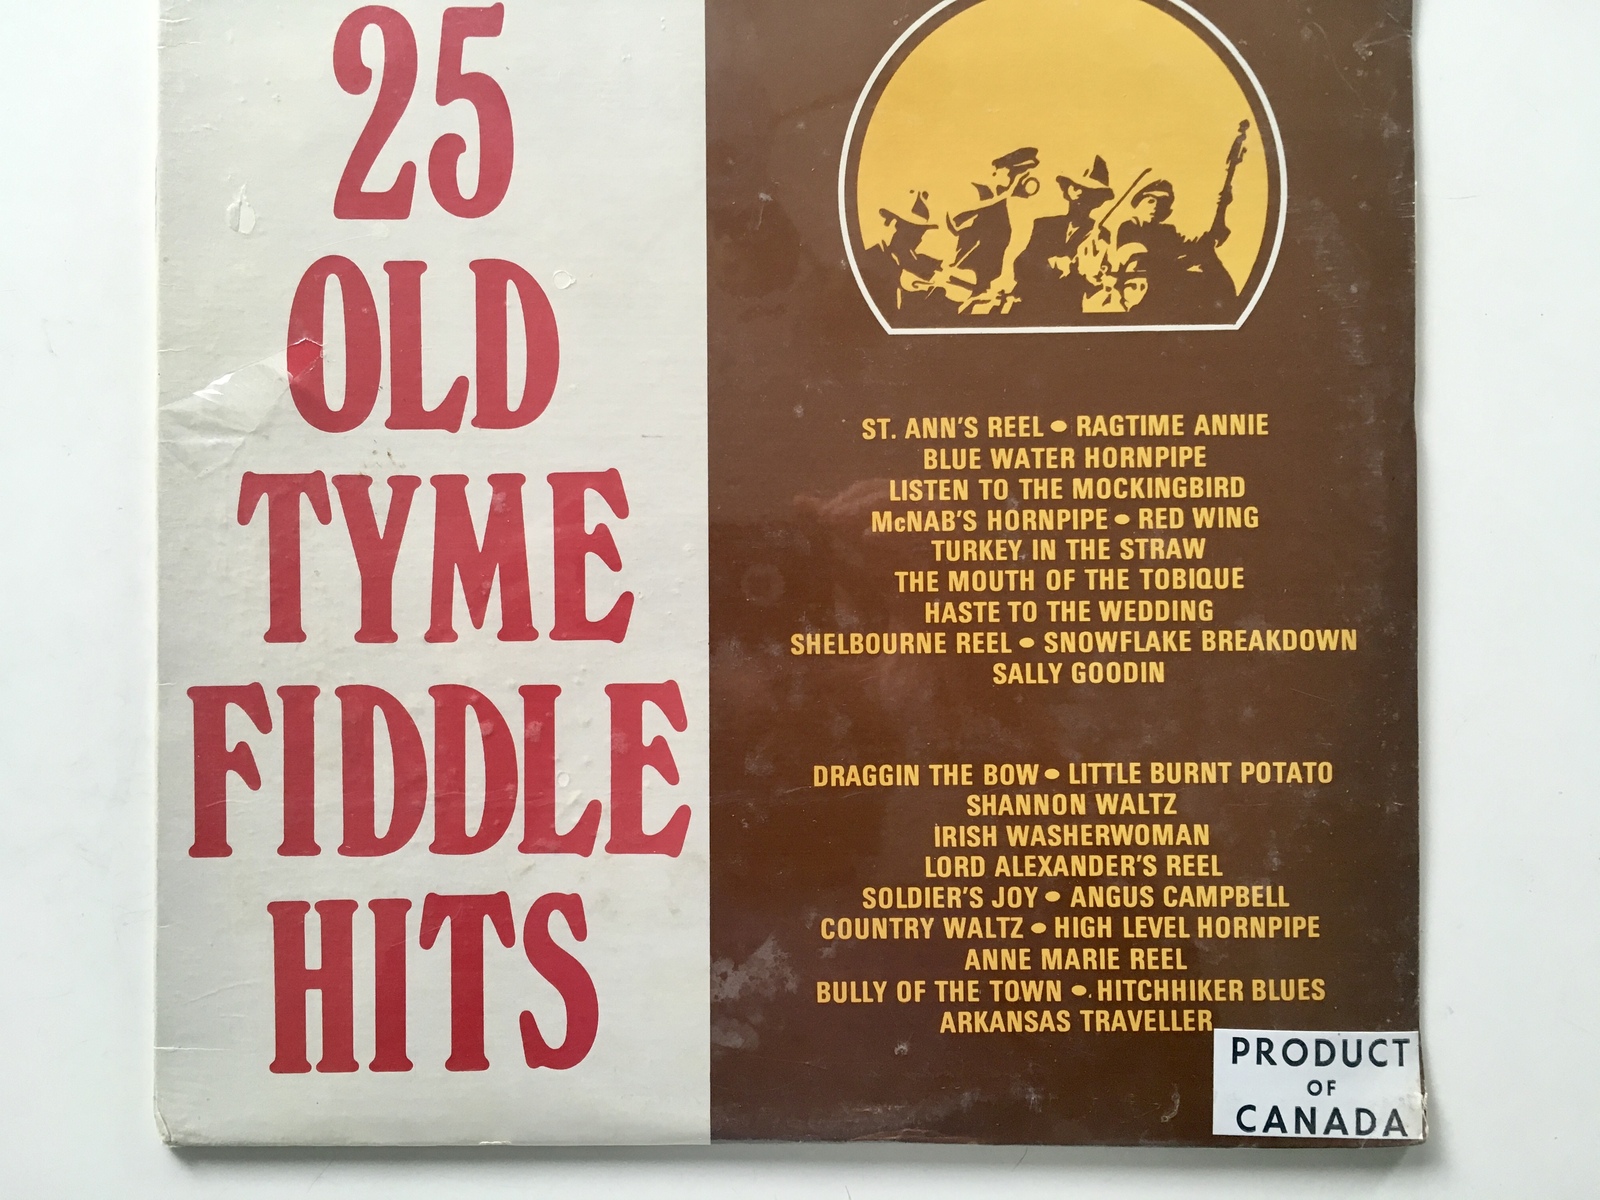 25
OLD
TYME
FIDDLE
HITS
ST. ANN'S REEL • RAGTIME ANNIE
BLUE WATER HORNPIPE
LISTEN TO THE MOCKINGBIRD
McNAB'S HORNPIPE • RED WING
TURKEY IN THE STRAW
THE MOUTH OF THE TOBIQUE
HASTE TO THE WEDDING
SHELBOURNE REEL • SNOWFLAKE BREAKDOWN
SALLY GOODIN
DRAGGIN THE BOW • LITTLE BURNT POTATO
SHANNON WALTZ
IRISH WASHERWOMAN
LORD ALEXANDER'S REEL
SOLDIER'S JOY • ANGUS CAMPBELL
COUNTRY WALTZ • HIGH LEVEL HORNPIPE
ANNE MARIE REEL
BULLY OF THE TOWN • HITCHHIKER BLUES
ARKANSAS TRAVELLER
PRODUCT
OF
CANADA